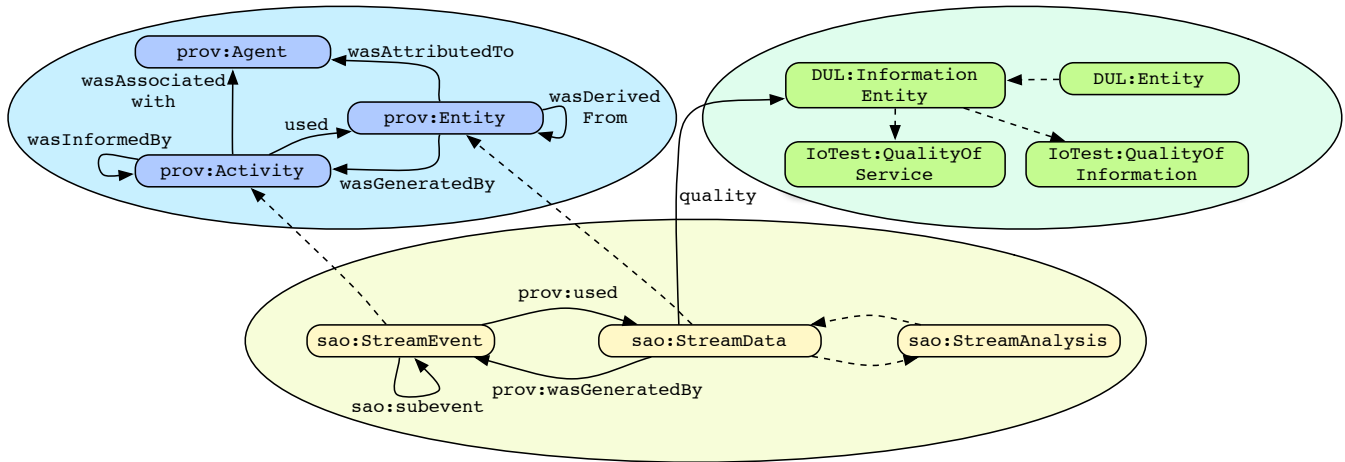 prov:Agent
wasAttributedTo
wasAssociated
with
wasDerived
From
prov:Entity
used
wasInformedBy
prov:Activity
wasGeneratedBy
DUL:Information
Entity
DUL:Entity
IoTest:QualityOf
Service
IoTest:QualityOf
Information
quality
prov:used
sao:StreamEvent
sao:StreamData
sao:StreamAnalysis
prov:wasGeneratedBy
sao:subevent